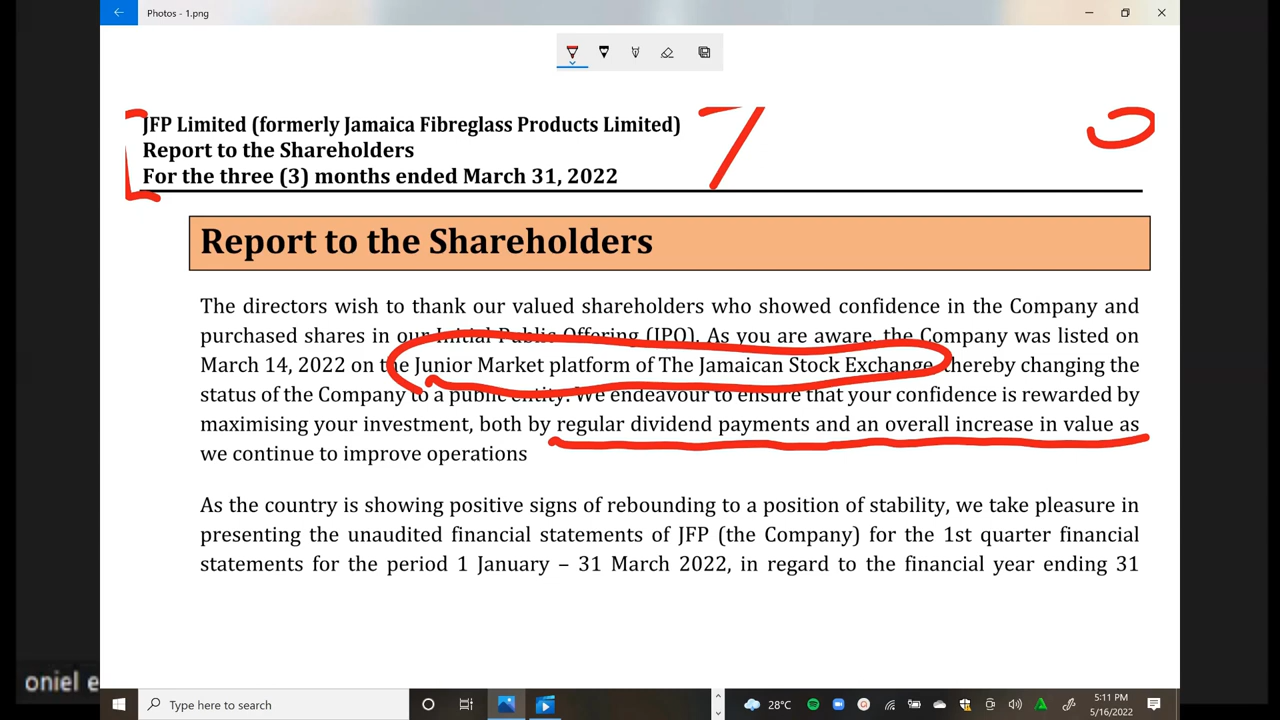 Photos - 1.png
JFP Limited (formerly Jamaica Fibreglass Products Limited)
Report to the Shareholders
For the three (3) months ended March 31, 2022
Report to the Shareholders
The directors wish to thank our valued shareholders who showed confidence in the Company and
purchased shares in our Initial Public Offering (IPO). As you are aware, the Company was listed on
March 14, 2022 on the Junior Market platform of The Jamaican Stock Exchange thereby changing the
status of the Company to a public entity. We endeavour to ensure that your confidence is rewarded by
maximising your investment, both by regular dividend payments and an overall increase in value as
we continue to improve operations
As the country is showing positive signs of rebounding to a position of stability, we take pleasure in
presenting the unaudited financial statements of JFP (the Company) for the 1st quarter financial
statements for the period 1 January – 31 March 2022, in regard to the financial year ending 31
oniel e
Type here to search
28°C
5:11 PM
5/16/2022